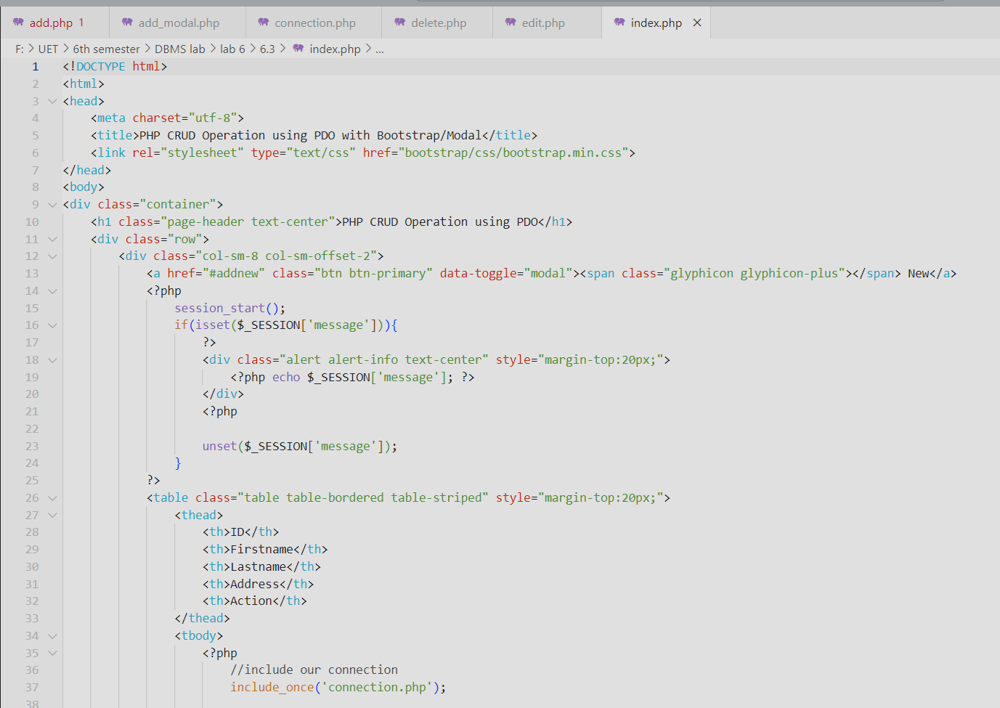 add.php 1 add_modal.php connection.php delete.php edit.php index.php
F: > UET > 6th semester > DBMS lab > lab 6 > 6.3 > index.php > ...
1 <!DOCTYPE html>
2 <html>
3 <head>
4 <meta charset="utf-8">
5 <title>PHP CRUD Operation using PDO with Bootstrap/Modal</title>
6 <link rel="stylesheet" type="text/css" href="bootstrap/css/bootstrap.min.css">
7 </head>
8 <body>
9 <div class="container">
10 <h1 class="page-header text-center">PHP CRUD Operation using PDO</h1>
11 <div class="row">
12 <div class="col-sm-8 col-sm-offset-2">
13 <a href="#addnew" class="btn btn-primary" data-toggle="modal"><span class="glyphicon glyphicon-plus"></span> New</a>
14 <?php
15 session_start();
16 if(isset($_SESSION['message'])){
17 ?>
18 <div class="alert alert-info text-center" style="margin-top:20px;">
19 <?php echo $_SESSION['message']; ?>
20 </div>
21 <?php
22
23 unset($_SESSION['message']);
24 }
25 ?>
26 <table class="table table-bordered table-striped" style="margin-top:20px;">
27 <thead>
28 <th>ID</th>
29 <th>Firstname</th>
30 <th>Lastname</th>
31 <th>Address</th>
32 <th>Action</th>
33 </thead>
34 <tbody>
35 <?php
36 //include our connection
37 include_once('connection.php');
38